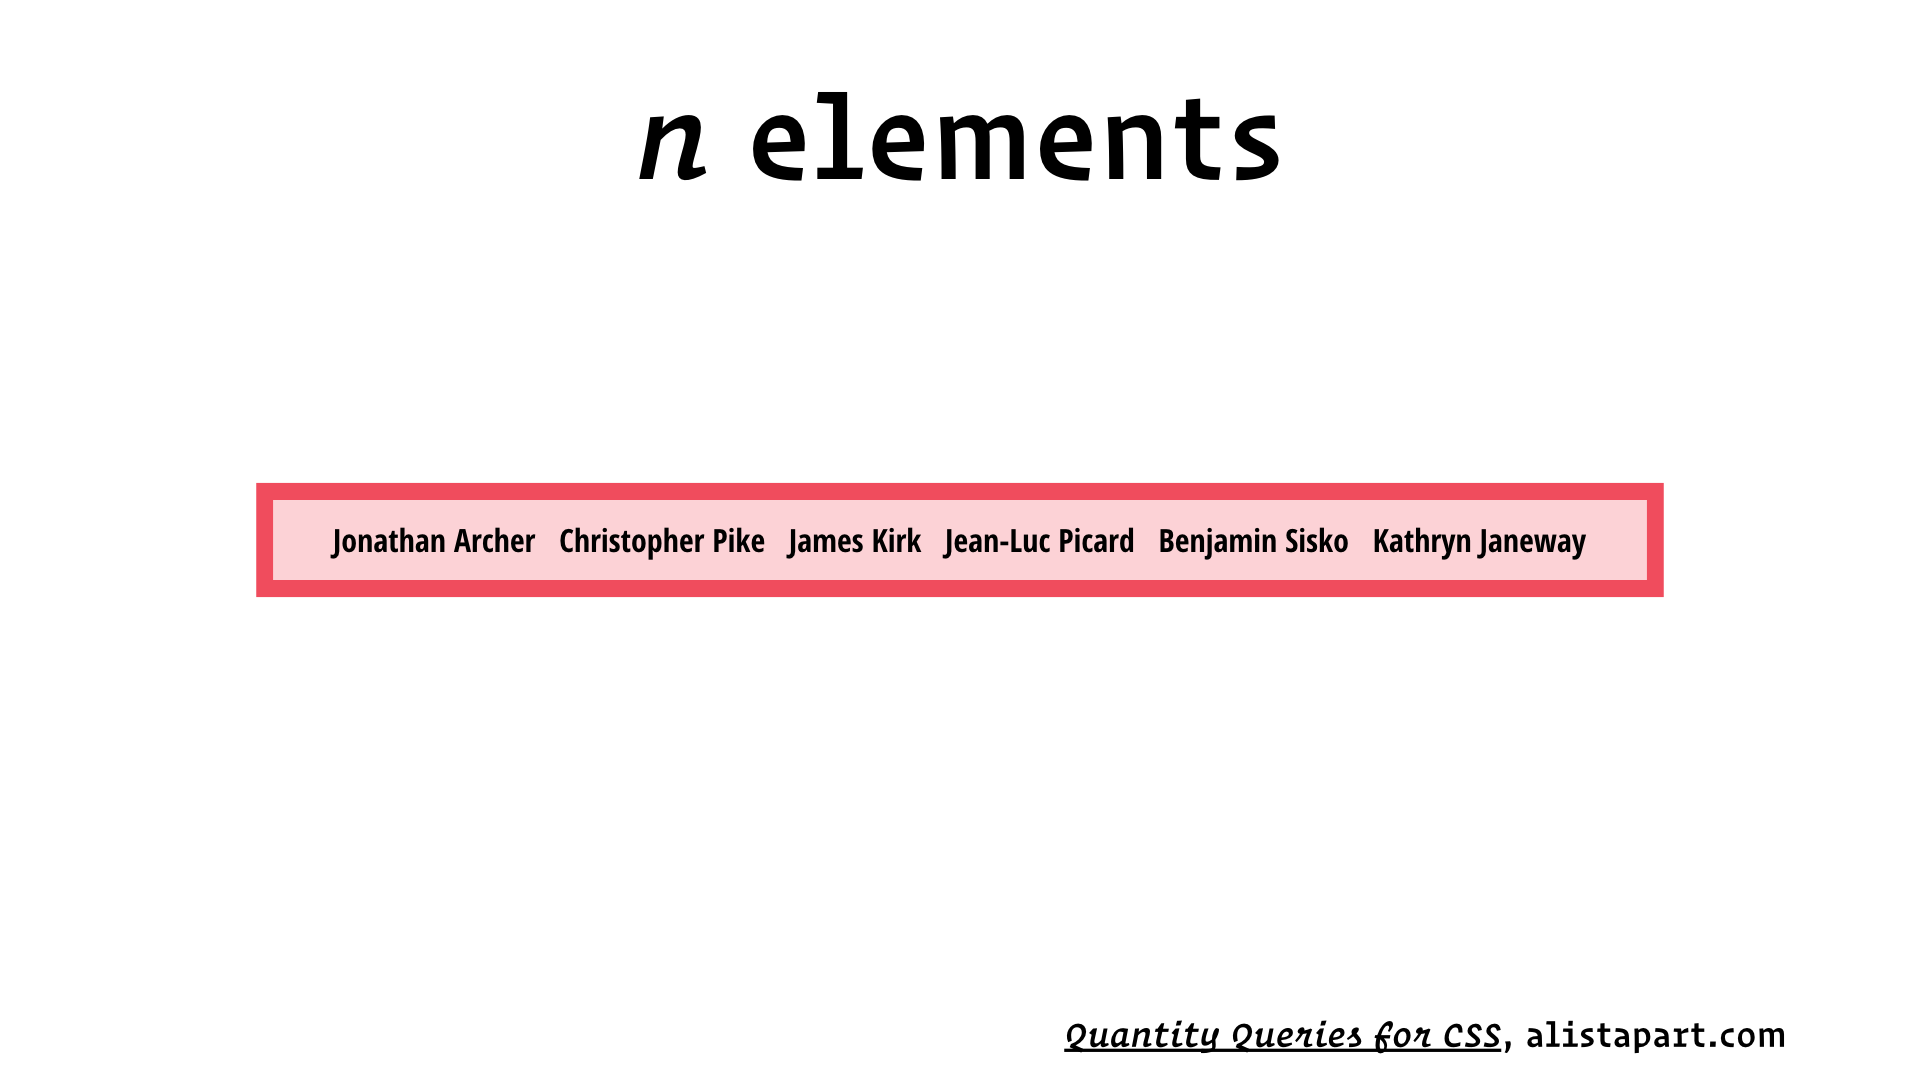 n elements
Jonathan Archer Christopher Pike James Kirk Jean-Luc Picard Benjamin Sisko Kathryn Janeway
Quantity Queries for CSS, alistapart.com